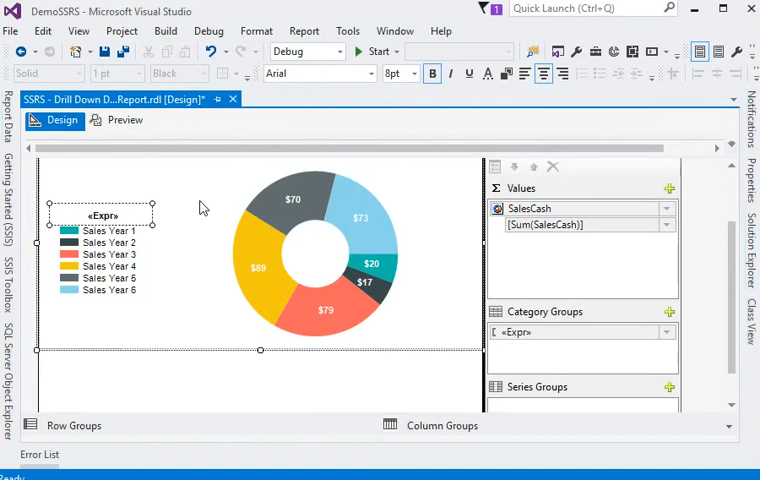 DemoSSRS - Microsoft Visual Studio
1
Quick Launch (Ctrl+Q)
File Edit View Project Build Debug Format Report Tools Window Help
Debug Start
Solid 1 pt Black Arial 8pt B I U A
SSRS - Drill Down D...Report.rdl [Design]*
Design Preview
Report Data
Getting Started (SSIS)
SSIS Toolbox
SQL Server Object Explorer
«Expr»
Sales Year 1
Sales Year 2
Sales Year 3
Sales Year 4
Sales Year 5
Sales Year 6
$70
$73
$20
$17
$79
$89
Σ Values
SalesCash
[Sum(SalesCash)]
Category Groups
«Expr»
Series Groups
Notifications
Properties
Solution Explorer
Class View
Row Groups
Column Groups
Error List
Ready